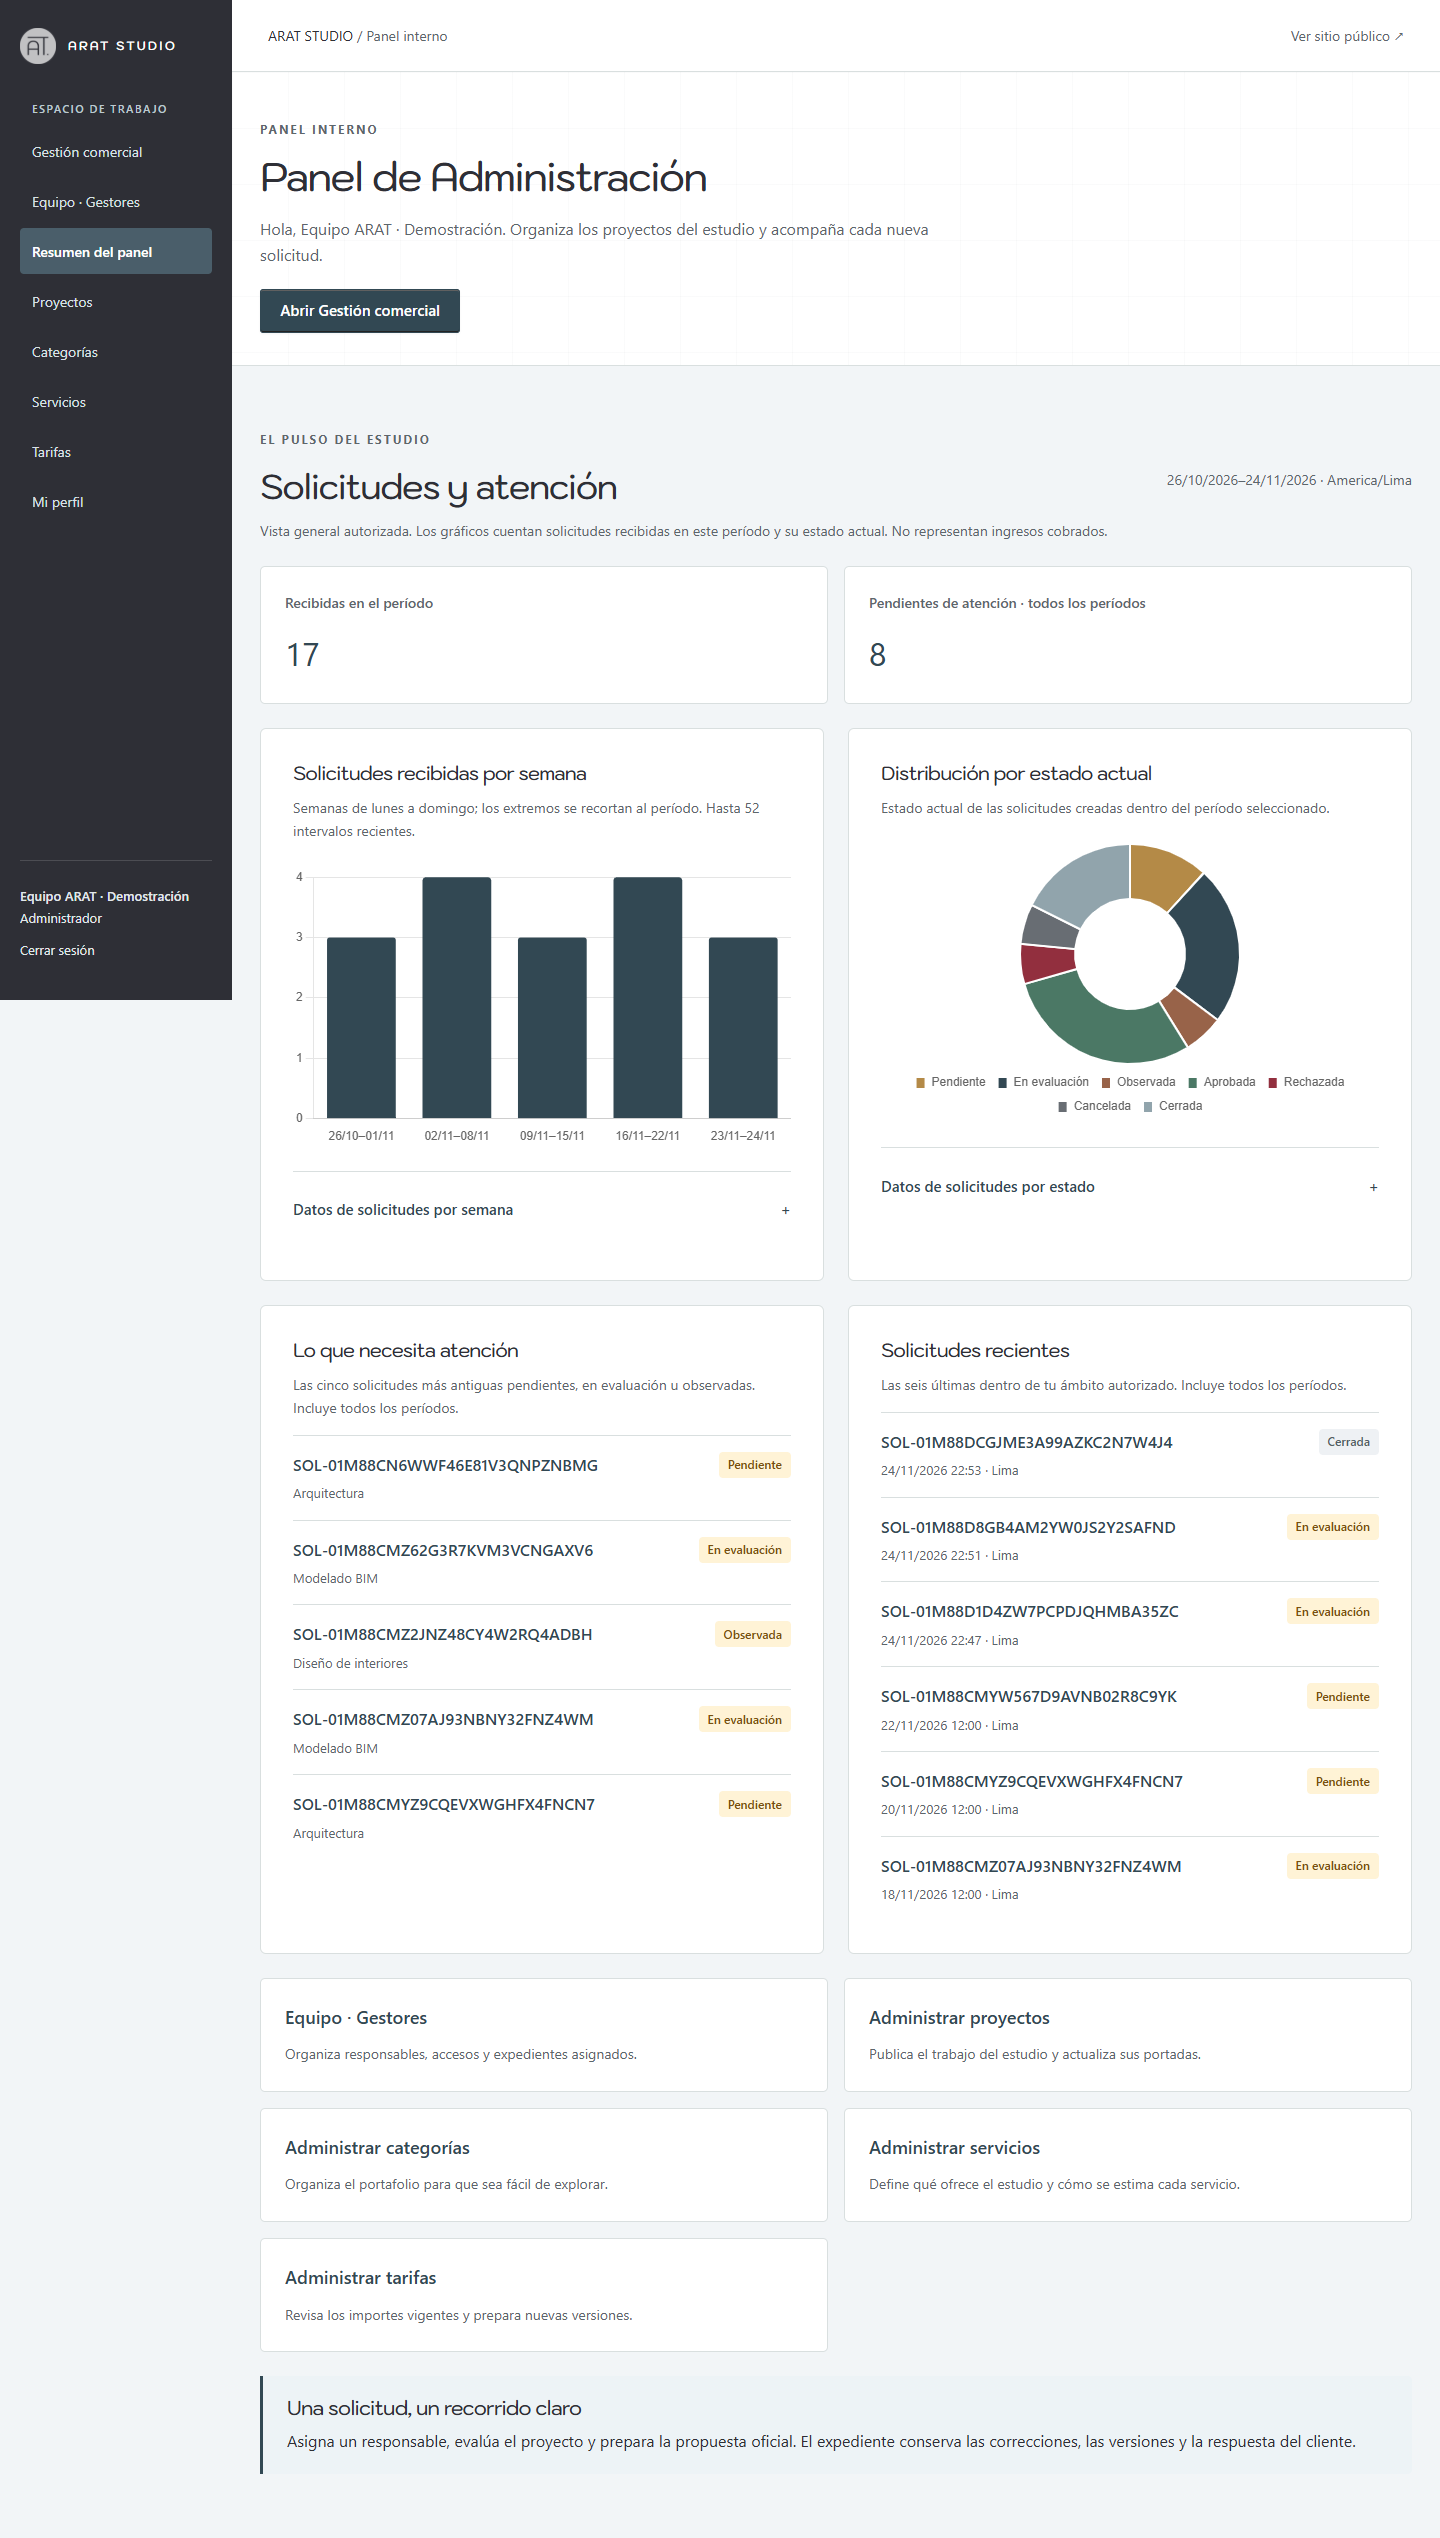 AT.
ARAT STUDIO
ESPACIO DE TRABAJO
Gestión comercial
Equipo · Gestores
Resumen del panel
Proyectos
Categorías
Servicios
Tarifas
Mi perfil
Equipo ARAT · Demostración
Administrador
Cerrar sesión
ARAT STUDIO / Panel interno
Ver sitio público ↗
PANEL INTERNO
Panel de Administración
Hola, Equipo ARAT · Demostración. Organiza los proyectos del estudio y acompaña cada nueva
solicitud.
Abrir Gestión comercial
EL PULSO DEL ESTUDIO
Solicitudes y atención
26/10/2026–24/11/2026 · America/Lima
Vista general autorizada. Los gráficos cuentan solicitudes recibidas en este período y su estado actual. No representan ingresos cobrados.
Recibidas en el período
17
Pendientes de atención · todos los períodos
8
Solicitudes recibidas por semana
Semanas de lunes a domingo; los extremos se recortan al período. Hasta 52
intervalos recientes.
4
3
2
1
0
26/10–01/11 02/11–08/11 09/11–15/11 16/11–22/11 23/11–24/11
Datos de solicitudes por semana +
Distribución por estado actual
Estado actual de las solicitudes creadas dentro del período seleccionado.
Pendiente En evaluación Observada Aprobada Rechazada
Cancelada Cerrada
Datos de solicitudes por estado +
Lo que necesita atención
Las cinco solicitudes más antiguas pendientes, en evaluación u observadas.
Incluye todos los períodos.
SOL-01M88CN6WWF46E81V3QNPZNBMG Pendiente
Arquitectura
SOL-01M88CMZ62G3R7KVM3VCNGAXV6 En evaluación
Modelado BIM
SOL-01M88CMZ2JNZ48CY4W2RQ4ADBH Observada
Diseño de interiores
SOL-01M88CMZ07AJ93NBNY32FNZ4WM En evaluación
Modelado BIM
SOL-01M88CMYZ9CQEVXWGHFX4FNCN7 Pendiente
Arquitectura
Solicitudes recientes
Las seis últimas dentro de tu ámbito autorizado. Incluye todos los períodos.
SOL-01M88DCGJME3A99AZKC2N7W4J4 Cerrada
24/11/2026 22:53 · Lima
SOL-01M88D8GB4AM2YW0JS2Y2SAFND En evaluación
24/11/2026 22:51 · Lima
SOL-01M88D1D4ZW7PCPDJQHMBA35ZC En evaluación
24/11/2026 22:47 · Lima
SOL-01M88CMYW567D9AVNB02R8C9YK Pendiente
22/11/2026 12:00 · Lima
SOL-01M88CMYZ9CQEVXWGHFX4FNCN7 Pendiente
20/11/2026 12:00 · Lima
SOL-01M88CMZ07AJ93NBNY32FNZ4WM En evaluación
18/11/2026 12:00 · Lima
Equipo · Gestores
Organiza responsables, accesos y expedientes asignados.
Administrar proyectos
Publica el trabajo del estudio y actualiza sus portadas.
Administrar categorías
Organiza el portafolio para que sea fácil de explorar.
Administrar servicios
Define qué ofrece el estudio y cómo se estima cada servicio.
Administrar tarifas
Revisa los importes vigentes y prepara nuevas versiones.
Una solicitud, un recorrido claro
Asigna un responsable, evalúa el proyecto y prepara la propuesta oficial. El expediente conserva las correcciones, las versiones y la respuesta del cliente.